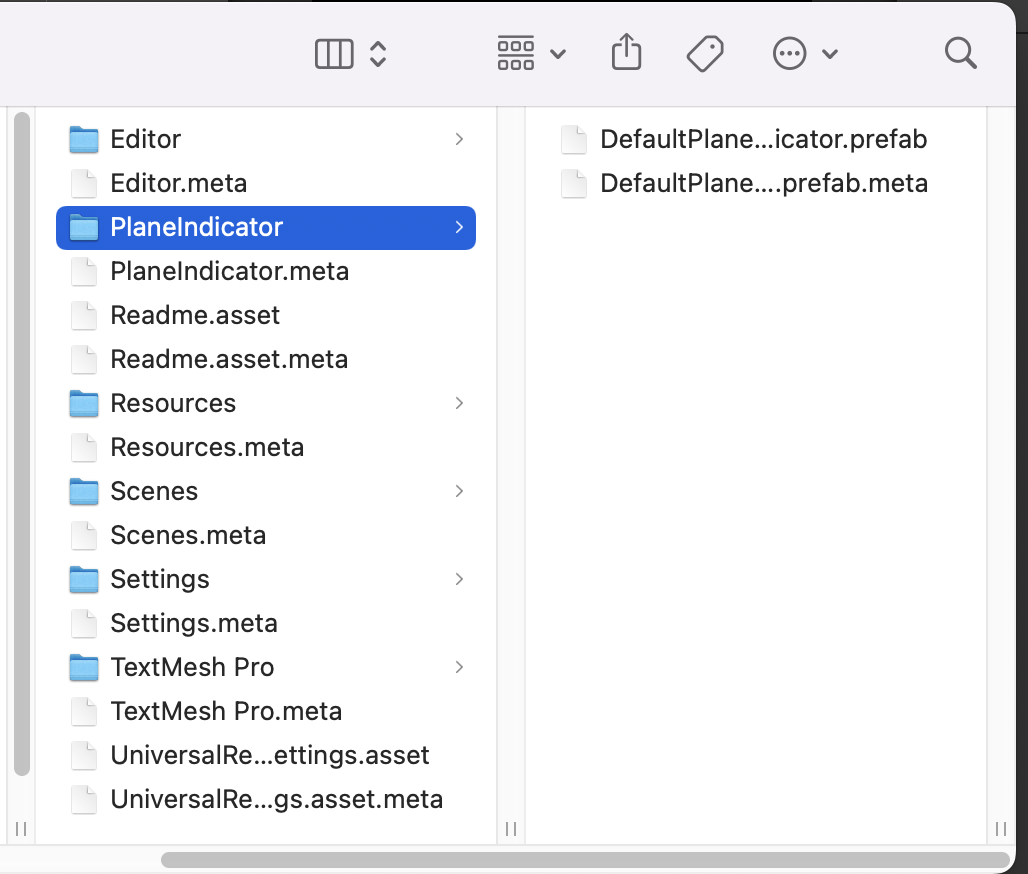 Editor
Editor.meta
PlaneIndicator
PlaneIndicator.meta
Readme.asset
Readme.asset.meta
Resources
Resources.meta
Scenes
Scenes.meta
Settings
Settings.meta
TextMesh Pro
TextMesh Pro.meta
UniversalRe...ettings.asset
UniversalRe...gs.asset.meta
DefaultPlane...icator.prefab
DefaultPlane....prefab.meta